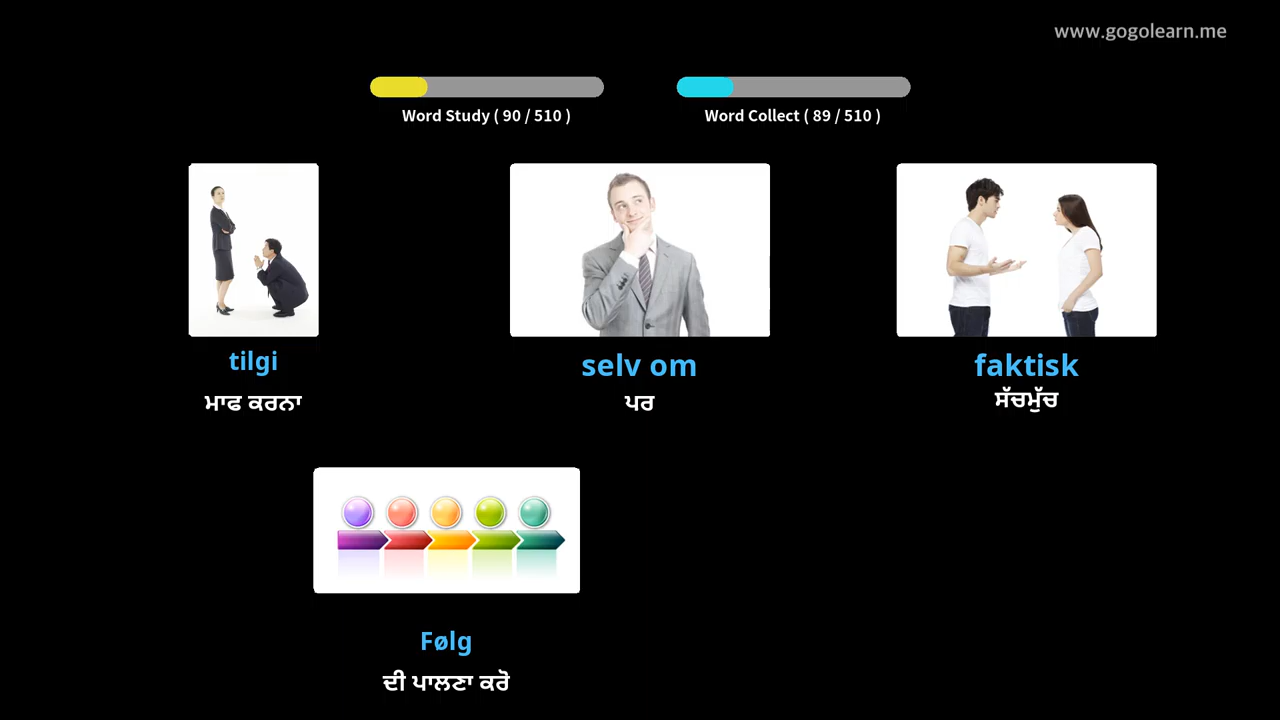 www.gogolearn.me
Word Study ( 90 / 510 )
Word Collect ( 89 / 510 )
tilgi
ਮਾਫ ਕਰਨਾ
selv om
ਪਰ
faktisk
ਸੱਚਮੁੱਚ
Følg
ਦੀ ਪਾਲਣਾ ਕਰੋ